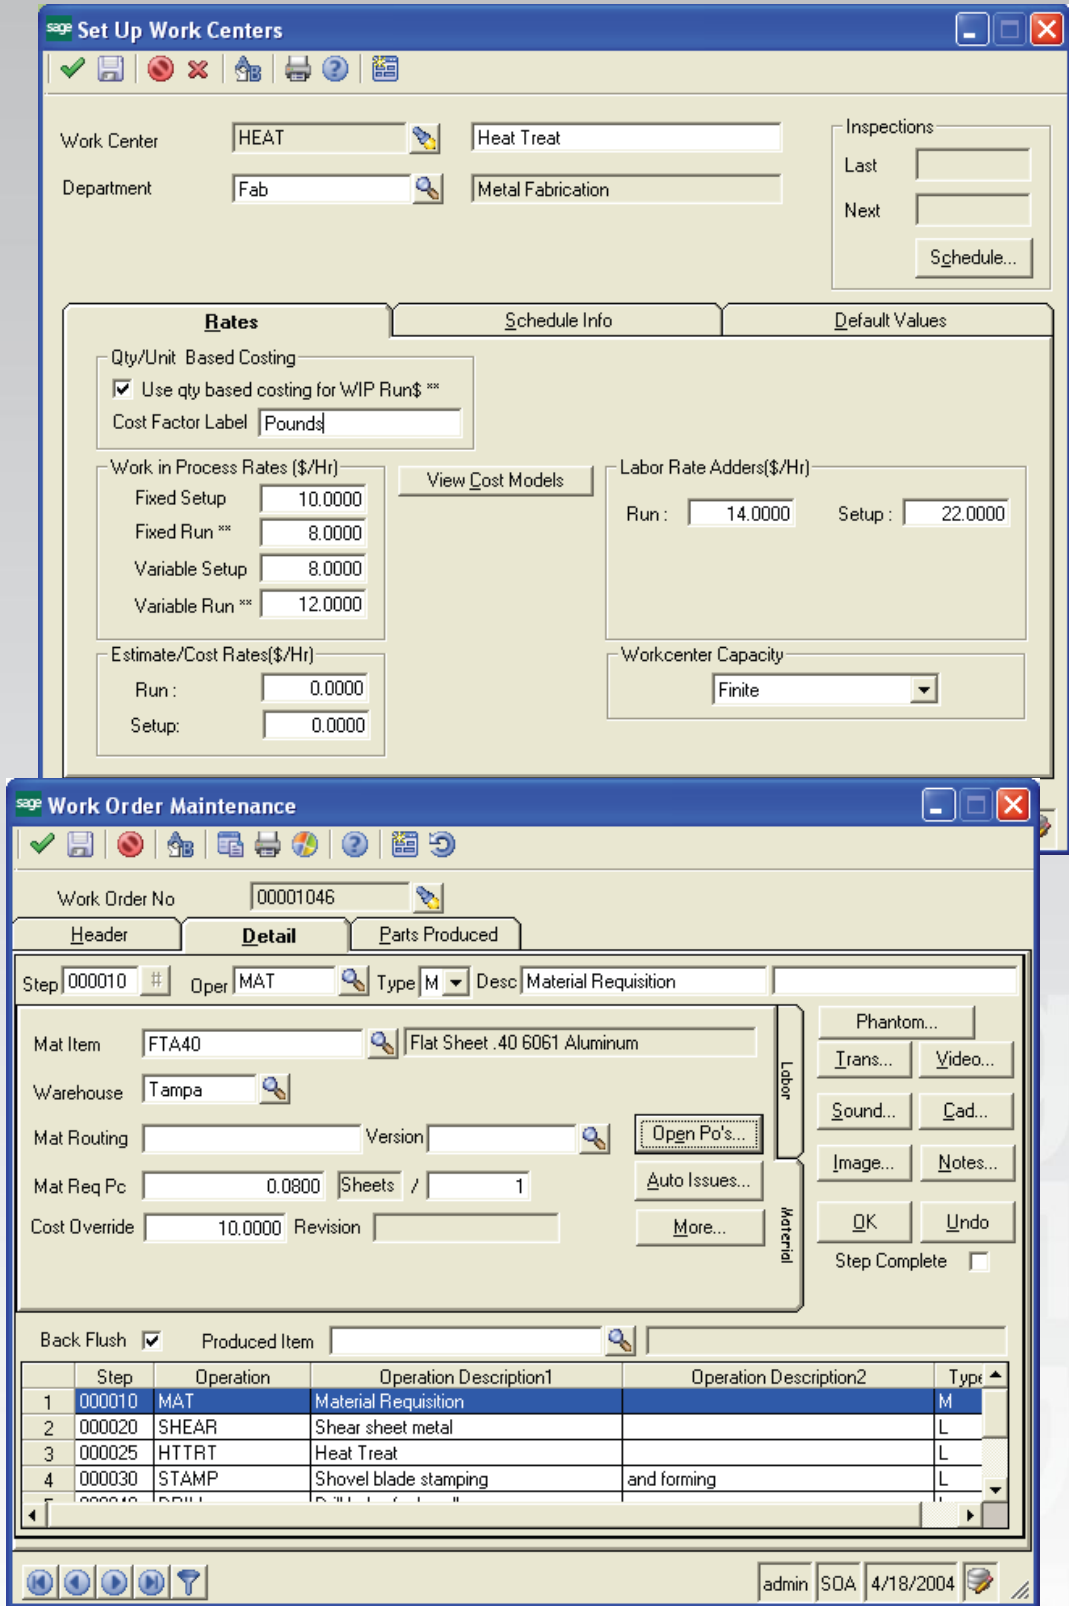 sage Set Up Work Centers
Work Center HEAT Heat Treat
Department Fab Metal Fabrication
Inspections
Last
Next
Schedule...
Rates Schedule Info Default Values
Qty/Unit Based Costing
Use qty based costing for WIP Run$ **
Cost Factor Label Pounds
Work in Process Rates ($/Hr)
Fixed Setup 10.0000
Fixed Run ** 8.0000
Variable Setup 8.0000
Variable Run ** 12.0000
View Cost Models
Labor Rate Adders($/Hr)
Run : 14.0000 Setup : 22.0000
Estimate/Cost Rates($/Hr)
Run : 0.0000
Setup: 0.0000
Workcenter Capacity
Finite
sage Work Order Maintenance
Work Order No 00001046
Header Detail Parts Produced
Step 000010 # Oper MAT Type M Desc Material Requisition
Mat Item FTA40 Flat Sheet .40 6061 Aluminum
Warehouse Tampa
Mat Routing Version
Mat Req Pc 0.0800 Sheets / 1
Cost Override 10.0000 Revision
Open Po's...
Auto Issues...
More...
Labor
Material
Phantom...
Trans... Video...
Sound... Cad...
Image... Notes...
OK Undo
Step Complete
Back Flush Produced Item
Step Operation Operation Description1 Operation Description2 Type
1 000010 MAT Material Requisition M
2 000020 SHEAR Shear sheet metal L
3 000025 HTTRT Heat Treat L
4 000030 STAMP Shovel blade stamping and forming L
admin SOA 4/18/2004